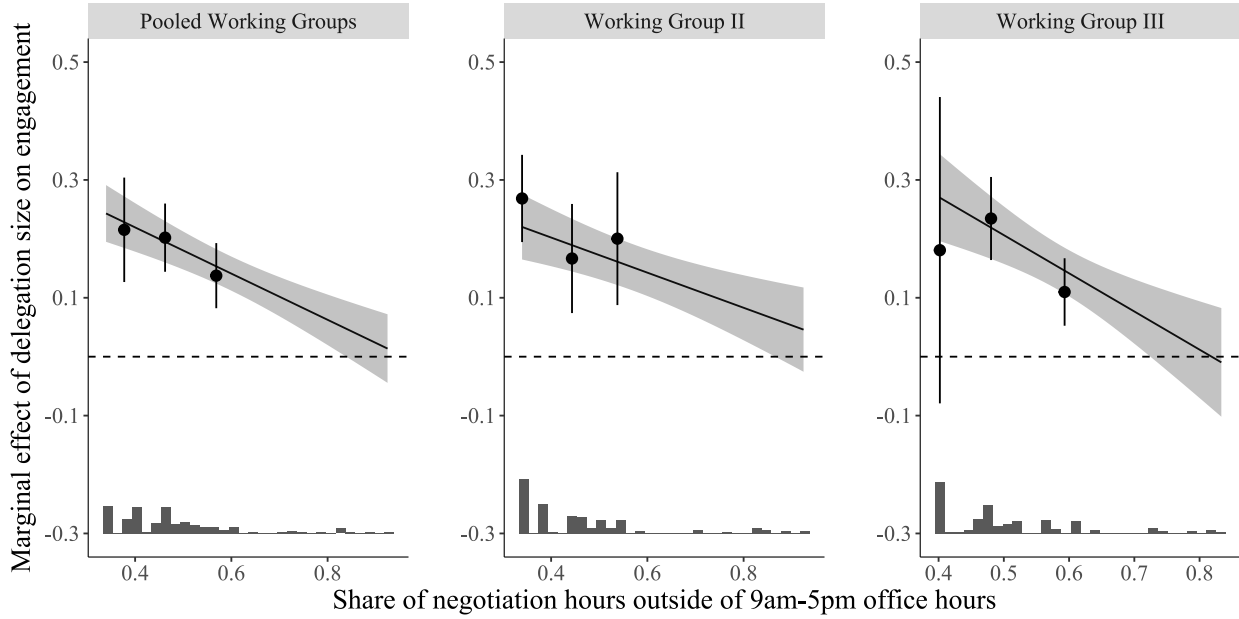 Pooled Working Groups
Working Group II
Working Group III
Marginal effect of delegation size on engagement
0.5
0.3
0.1
-0.1
-0.3
0.4 0.6 0.8
0.5
0.3
0.1
-0.1
-0.3
0.4 0.6 0.8
0.5
0.3
0.1
-0.1
-0.3
0.4 0.5 0.6 0.7 0.8
Share of negotiation hours outside of 9am-5pm office hours